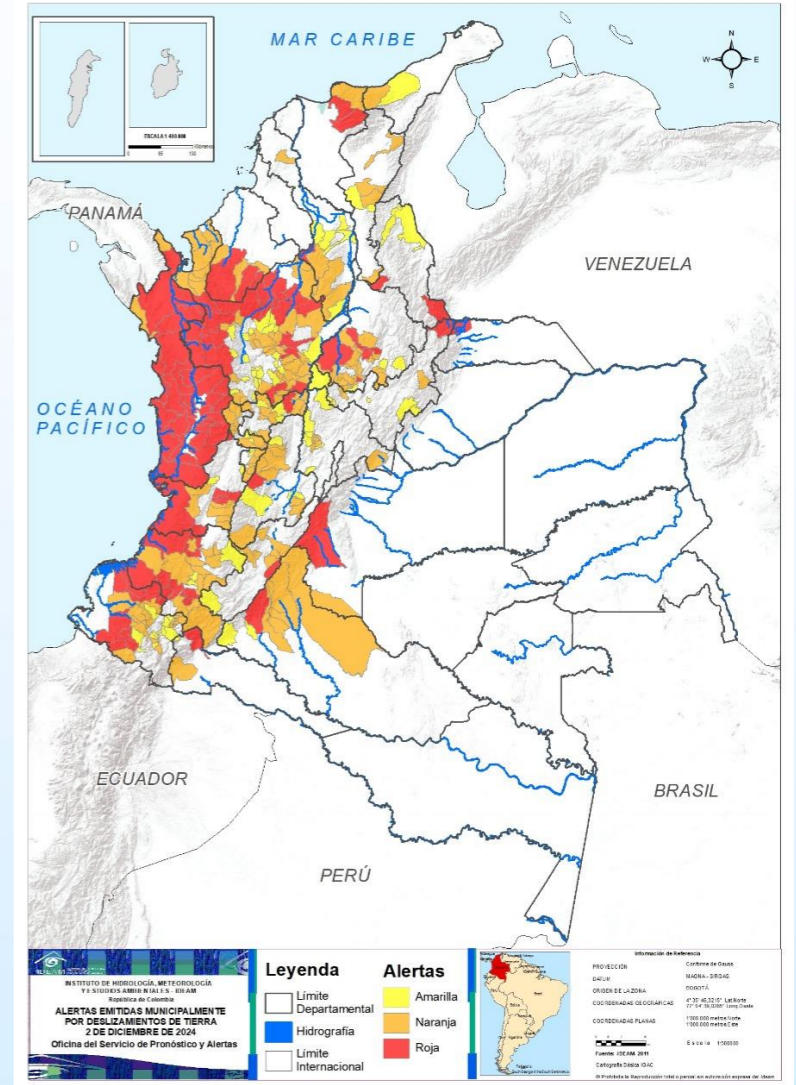 MAR CARIBE
N
W
E
S
PANAMÁ
VENEZUELA
OCÉANO
PACÍFICO
ECUADOR
BRASIL
PERÚ
INSTITUTO DE HIDROLOGÍA, METEOROLOGÍA
Y ESTUDIOS AMBIENTALES - IDEAM
República de Colombia
ALERTAS EMITIDAS MUNICIPALMENTE
POR DESLIZAMIENTOS DE TIERRA
2 DE DICIEMBRE DE 2024
Oficina del Servicio de Pronóstico y Alertas
Leyenda
Límite
Departamental
Hidrografía
Límite
Internacional
Alertas
Amarilla
Naranja
Roja
Información de Referencia
PROYECCIÓN
Conforme de Gauss
DATUM
MAGNA - SIRGAS
ORIGEN DE LA ZONA
BOGOTÁ
COORDENADAS GEOGRÁFICAS
COORDENADAS PLANAS
1'000.000 metros Norte
1'000.000 metros Este
Escala
Fuente: IDEAM 2011
Cartografía Básica IGAC